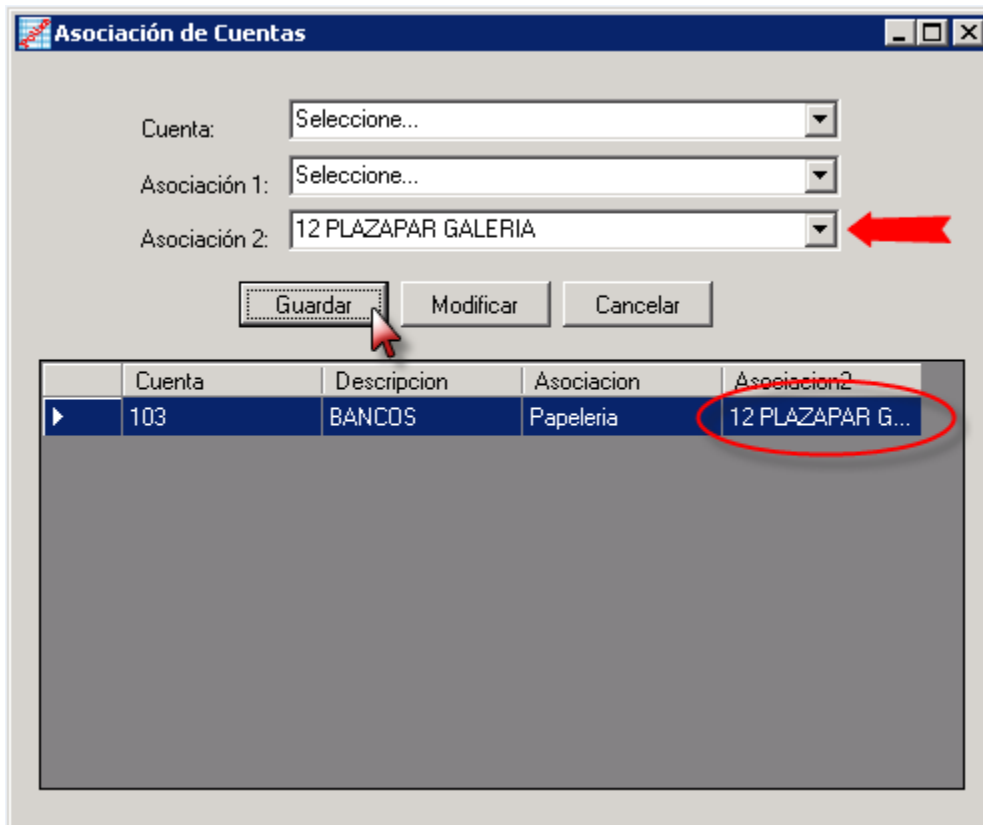 Asociación de Cuentas
Cuenta: Seleccione...
Asociación 1: Seleccione...
Asociación 2: 12 PLAZAPAR GALERIA
Guardar Modificar Cancelar
Cuenta Descripcion Asociacion Asociacion2
103 BANCOS Papeleria 12 PLAZAPAR G...